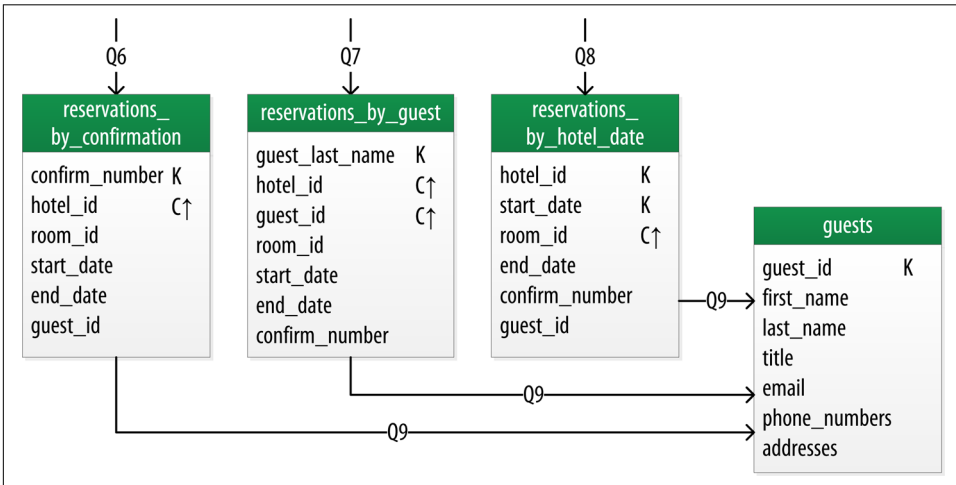 Q6
Q7
Q8
reservations_
by_confirmation
confirm_number K
hotel_id C↑
room_id
start_date
end_date
guest_id
reservations_by_guest
guest_last_name K
hotel_id C↑
guest_id C↑
room_id
start_date
end_date
confirm_number
reservations_
by_hotel_date
hotel_id K
start_date K
room_id C↑
end_date
confirm_number
guest_id
guests
guest_id K
first_name
last_name
title
email
phone_numbers
addresses
Q9
Q9
Q9